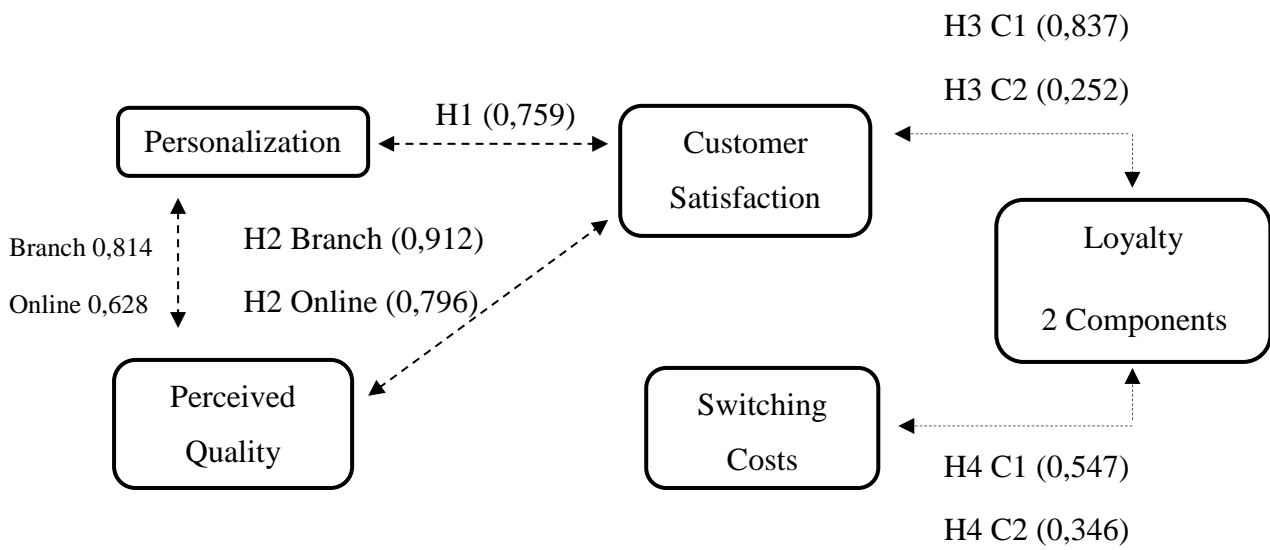 H3 C1 (0,837)
H3 C2 (0,252)
H1 (0,759)
Personalization
Customer
Satisfaction
Branch 0,814
Online 0,628
H2 Branch (0,912)
H2 Online (0,796)
Loyalty
2 Components
Perceived
Quality
Switching
Costs
H4 C1 (0,547)
H4 C2 (0,346)